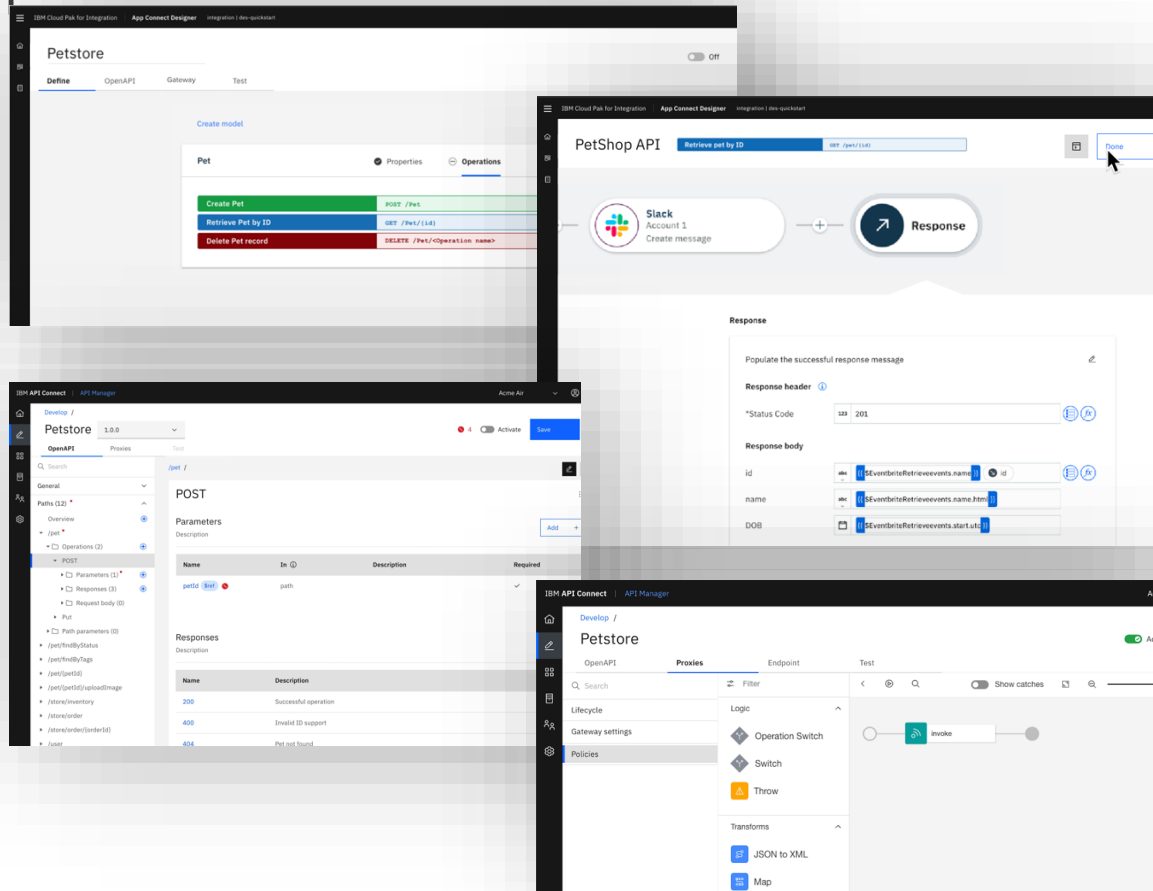 IBM Cloud Pak for Integration App Connect Designer integration | des-quickstart
Petstore
Off
Define OpenAPI Gateway Test
Create model
Pet Properties Operations
Create Pet POST /Pet
Retrieve Pet by ID GET /Pet/{id}
Delete Pet record DELETE /Pet/<Operation name>
IBM Cloud Pak for Integration App Connect Designer integration | des-quickstart
PetShop API Retrieve pet by ID GET /pet/{id} Done
Slack
Account 1
Create message
Response
Response
Populate the successful response message
Response header
*Status Code 123 201
Response body
id abc {{ $EventbriteRetrieveevents.name }} id
name abc {{ $EventbriteRetrieveevents.name.html }}
DOB {{ $EventbriteRetrieveevents.start.utc }}
IBM API Connect | API Manager Acme Air
Develop /
Petstore 1.0.0 4 Activate Save
OpenAPI Proxies Test
Search
General
Paths (12) *
Overview
/pet *
Operations (2)
POST
Parameters (1) *
Responses (3)
Request body (0)
Put
Path parameters (0)
/pet/findByStatus
/pet/findByTags
/pet/{petId}
/pet/{petId}/uploadImage
/store/inventory
/store/order
/store/order/{orderId}
/user
/pet /
POST
Parameters
Description
Add +
Name In Description Required
petId $ref path
Responses
Description
Name Description
200 Successful operation
400 Invalid ID support
404 Pet not found
IBM API Connect | API Manager
Develop /
Petstore
OpenAPI Proxies Endpoint Test
Search
Lifecycle
Gateway settings
Policies
Filter
Logic
Operation Switch
Switch
Throw
Transforms
JSON to XML
Map
Show catches
invoke